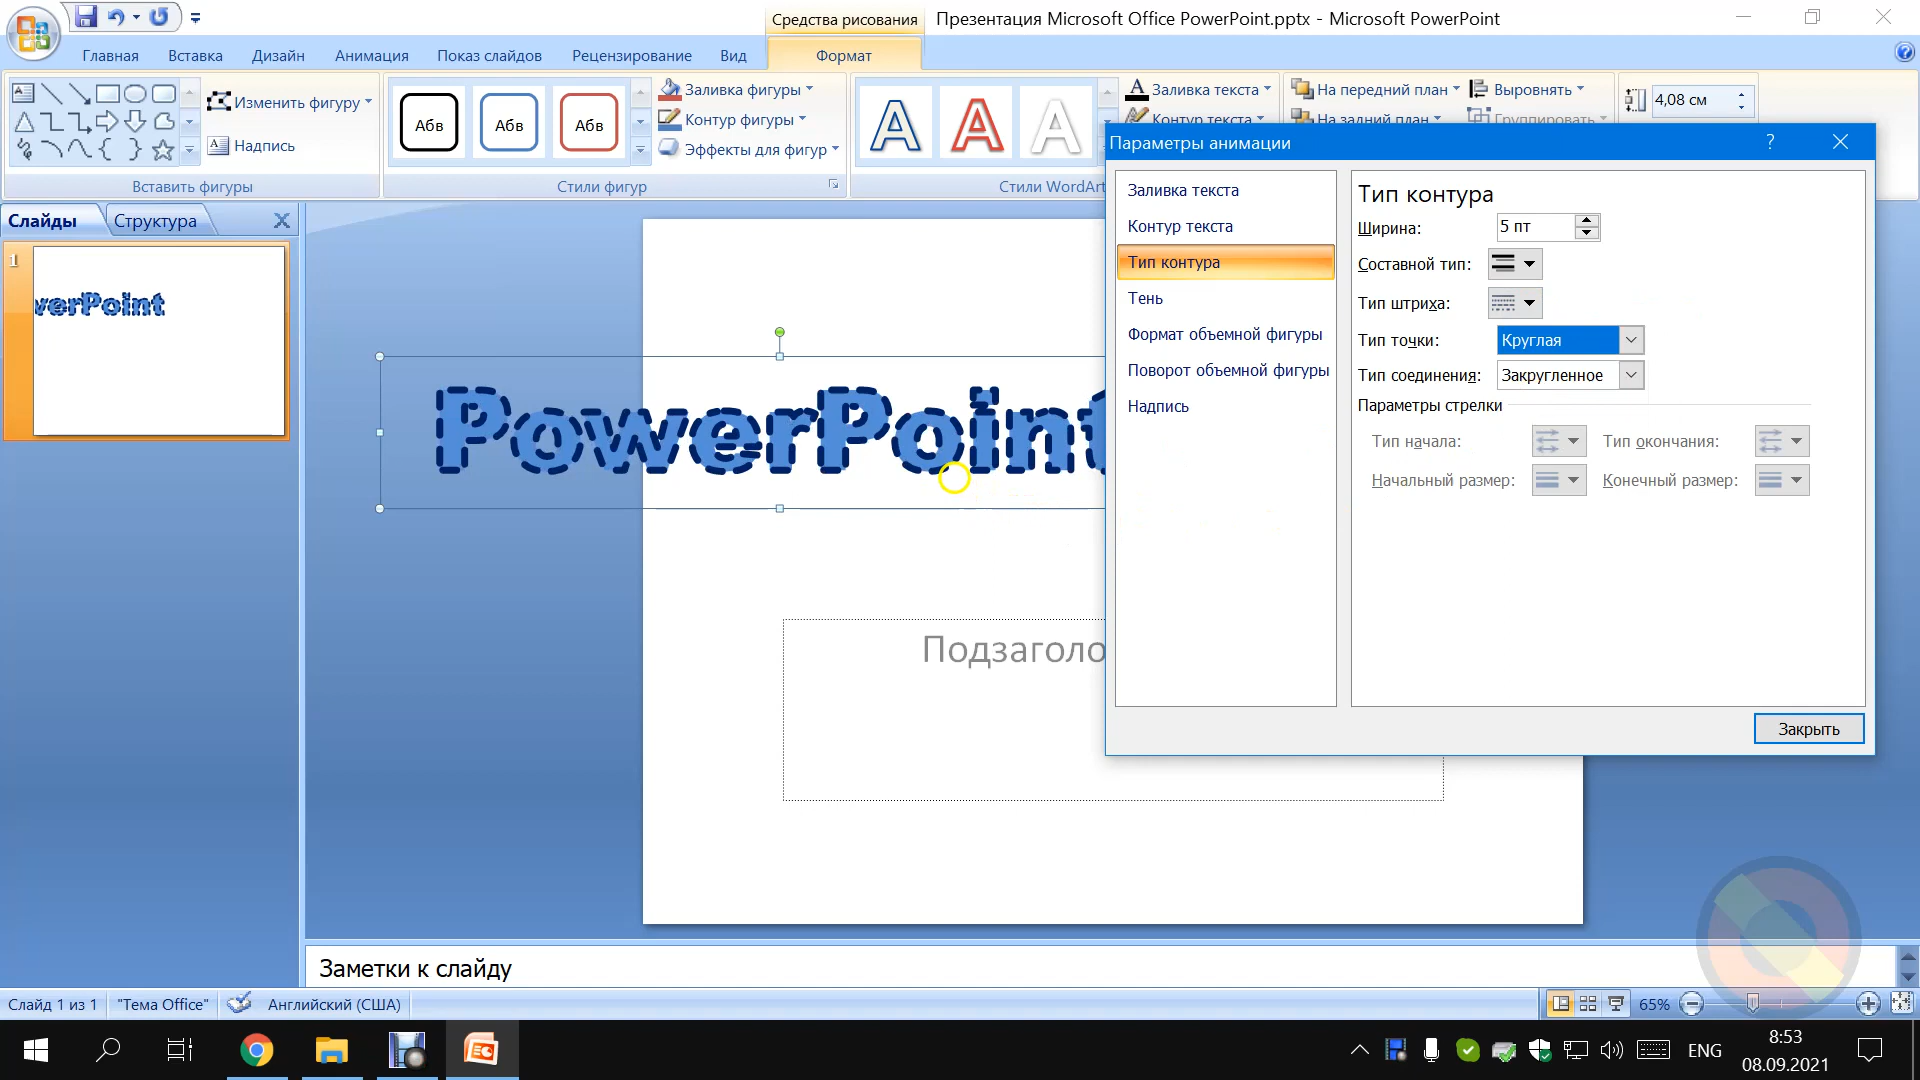 Средства рисования
Презентация Microsoft Office PowerPoint.pptx - Microsoft PowerPoint
Главная
Вставка
Дизайн
Анимация
Показ слайдов
Рецензирование
Вид
Формат
Изменить фигуру
Надпись
Вставить фигуры
Абв
Абв
Абв
Заливка фигуры
Контур фигуры
Эффекты для фигур
Стили фигур
Заливка текста
Контур текста
Стили WordArt
На передний план
На задний план
Выровнять
Группировать
4,08 см
Слайды
Структура
1
werPoint
PowerPoint
Подзаголо
Параметры анимации
?
Заливка текста
Контур текста
Тип контура
Тень
Формат объемной фигуры
Поворот объемной фигуры
Надпись
Тип контура
Ширина:
5 пт
Составной тип:
Тип штриха:
Тип точки:
Круглая
Тип соединения:
Закругленное
Параметры стрелки
Тип начала:
Тип окончания:
Начальный размер:
Конечный размер:
Закрыть
Заметки к слайду
Слайд 1 из 1
"Тема Office"
Английский (США)
65%
ENG
8:53
08.09.2021